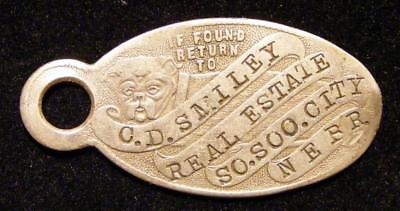 IF FOUND
RETURN
TO
C.D. SMILEY
REAL ESTATE
SO. SOO. CITY
NEBR